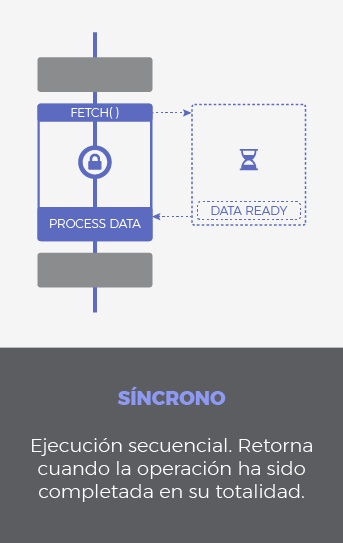 FETCH( )
PROCESS DATA
DATA READY
SÍNCRONO
Ejecución secuencial. Retorna
cuando la operación ha sido
completada en su totalidad.